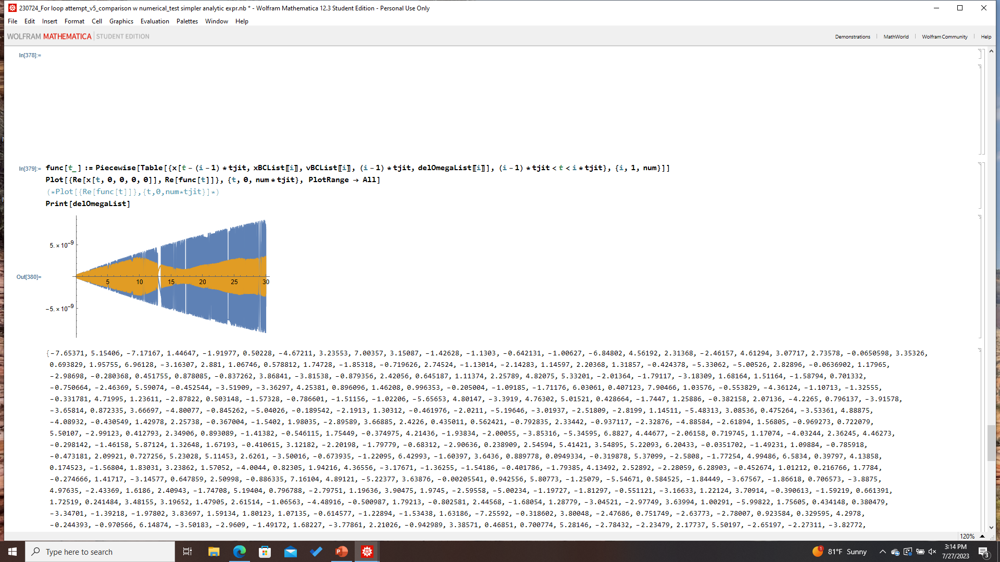 230724_For loop attempt_v5_comparison w numerical_test simpler analytic expr.nb * - Wolfram Mathematica 12.3 Student Edition - Personal Use Only
File Edit Insert Format Cell Graphics Evaluation Palettes Window Help
WOLFRAM MATHEMATICA STUDENT EDITION Demonstrations MathWorld Wolfram Community Help
In[378]:=
In[379]:= func[t_] := Piecewise[Table[{x[t - (i - 1) * tjit, xBCList[[i]], vBCList[[i]], (i - 1) * tjit, delOmegaList[[i]]], (i - 1) * tjit < t < i * tjit}, {i, 1, num}]]
Plot[{Re[x[t, 0, 0, 0, 0]], Re[func[t]]}, {t, 0, num * tjit}, PlotRange → All]
(*Plot[{Re[func[t]]},{t,0,num*tjit}]*)
Print[delOmegaList]
5.×10⁻⁹
Out[380]=
5 10 15 20 25 30
-5.×10⁻⁹
{-7.65371, 5.15406, -7.17167, 1.44647, -1.91977, 0.50228, -4.67211, 3.23553, 7.00357, 3.15087, -1.42628, -1.1303, -0.642131, -1.00627, -6.84802, 4.56192, 2.31368, -2.46157, 4.61294, 3.07717, 2.73578, -0.0650598, 3.35326,
0.693829, 1.95755, 6.96128, -3.16307, 2.881, 1.06746, 0.578812, 1.74728, -1.85318, -0.719626, 2.74524, -1.13014, -2.14283, 1.14597, 2.20368, 1.31857, -0.424378, -5.33062, -5.00526, 2.82896, -0.0636902, 1.17965,
-2.98698, -0.280368, 0.451755, 0.878085, -0.837262, 3.86841, -3.81538, -0.879356, 2.42056, 0.645187, 1.11374, 2.25789, 4.82075, 5.33201, -2.01364, -1.79117, -3.18309, 1.68164, 1.51164, -1.58794, 0.701332,
-0.750664, -2.46369, 5.59074, -0.452544, -3.51909, -3.36297, 4.25381, 0.896096, 1.46208, 0.996353, -0.205004, -1.09185, -1.71176, 6.03061, 0.407123, 7.90466, 1.03576, -0.553829, -4.36124, -1.10713, -1.32555,
-0.331781, 4.71995, 1.23611, -2.87822, 0.503148, -1.57328, -0.786601, -1.51156, -1.02206, -5.65653, 4.80147, -3.3919, 4.76302, 5.01521, 0.428664, -1.7447, 1.25886, -0.382158, 2.07136, -4.2265, 0.796137, -3.91578,
-3.65814, 0.872335, 3.66697, -4.80077, -0.845262, -5.04026, -0.189542, -2.1913, 1.30312, -0.461976, -2.0211, -5.19646, -3.01937, -2.51809, -2.8199, 1.14511, -5.48313, 3.08536, 0.475264, -3.53361, 4.88875,
-4.08932, -0.430549, 1.42978, 2.25738, -0.367004, -1.5402, 1.98035, -2.89589, 3.66885, 2.4226, 0.435011, 0.562421, -0.792835, 2.33442, -0.937117, -2.32876, -4.88584, -2.61894, 1.56805, -0.969273, 0.722079,
5.50107, -2.99123, 0.412793, 2.34906, 0.893089, -1.41382, -0.546115, 1.75449, -0.374975, 4.21436, -1.93834, -2.00055, -3.85316, -5.34595, 6.8827, 4.44677, -2.06158, 0.719745, 1.17074, -4.03244, 2.36245, 4.46273,
-0.298142, -1.46158, 5.87124, 1.32648, 1.67193, -0.410615, 3.12182, -2.20198, -1.79779, -0.68312, -2.90636, 0.238909, 2.54594, 5.41421, 3.54895, 5.22093, 6.20433, -0.0351702, -1.49231, 1.09884, -0.785918,
-0.473181, 2.09921, 0.727256, 5.23028, 5.11453, 2.6261, -3.50016, -0.673935, -1.22095, 6.42993, -1.60397, 3.6436, 0.889778, 0.0949334, -0.319878, 5.37099, -2.5808, -1.77254, 4.99486, 6.5834, 0.39797, 4.13858,
0.174523, -1.56804, 1.83031, 3.23862, 1.57052, -4.0044, 0.82305, 1.94216, 4.36556, -3.17671, -1.36255, -1.54186, -0.401786, -1.79385, 4.13492, 2.52892, -2.28059, 6.28903, -0.452674, 1.01212, 0.216766, 1.7784,
-0.274666, 1.41717, -3.14577, 0.647859, 2.50998, -0.886335, 7.16104, 4.89121, -5.22377, 3.63876, -0.00205541, 0.942556, 5.80773, -1.25079, -5.54671, 0.584525, -1.84449, -3.67567, -1.86618, 0.706573, -3.8875,
4.97635, -2.43369, 1.6186, 2.40943, -1.74708, 5.19404, 0.796788, -2.79751, 1.19636, 3.90475, 1.9745, -2.59558, -5.00234, -1.19727, -1.81297, -0.551121, -3.16633, 1.22124, 3.70914, -0.390613, -1.59219, 0.661391,
1.72519, 0.241484, 3.48155, 3.19652, 1.47905, 2.61514, -1.06563, -4.48916, -0.500987, 1.79213, -0.802581, 2.44568, -1.68054, 1.28779, -3.04521, -2.97749, 3.63994, 1.00291, -5.99822, 1.75605, 0.434148, 0.380479,
-3.34701, -1.39218, -1.97802, 3.83697, 1.59134, 1.80123, 1.07135, -0.614577, -1.22894, -1.53438, 1.63186, -7.25592, -0.318602, 3.80048, -2.47686, 0.751749, -2.63773, -2.78007, 0.923584, 0.329595, 4.2978,
-0.244393, -0.970566, 6.14874, -3.50183, -2.9609, -1.49172, 1.68227, -3.77861, 2.21026, -0.942989, 3.38571, 0.46851, 0.700774, 5.28146, -2.78432, -2.23479, 2.17737, 5.50197, -2.65197, -2.27311, -3.82772,
120%
Type here to search
1 81°F Sunny
3:14 PM
7/27/2023
3